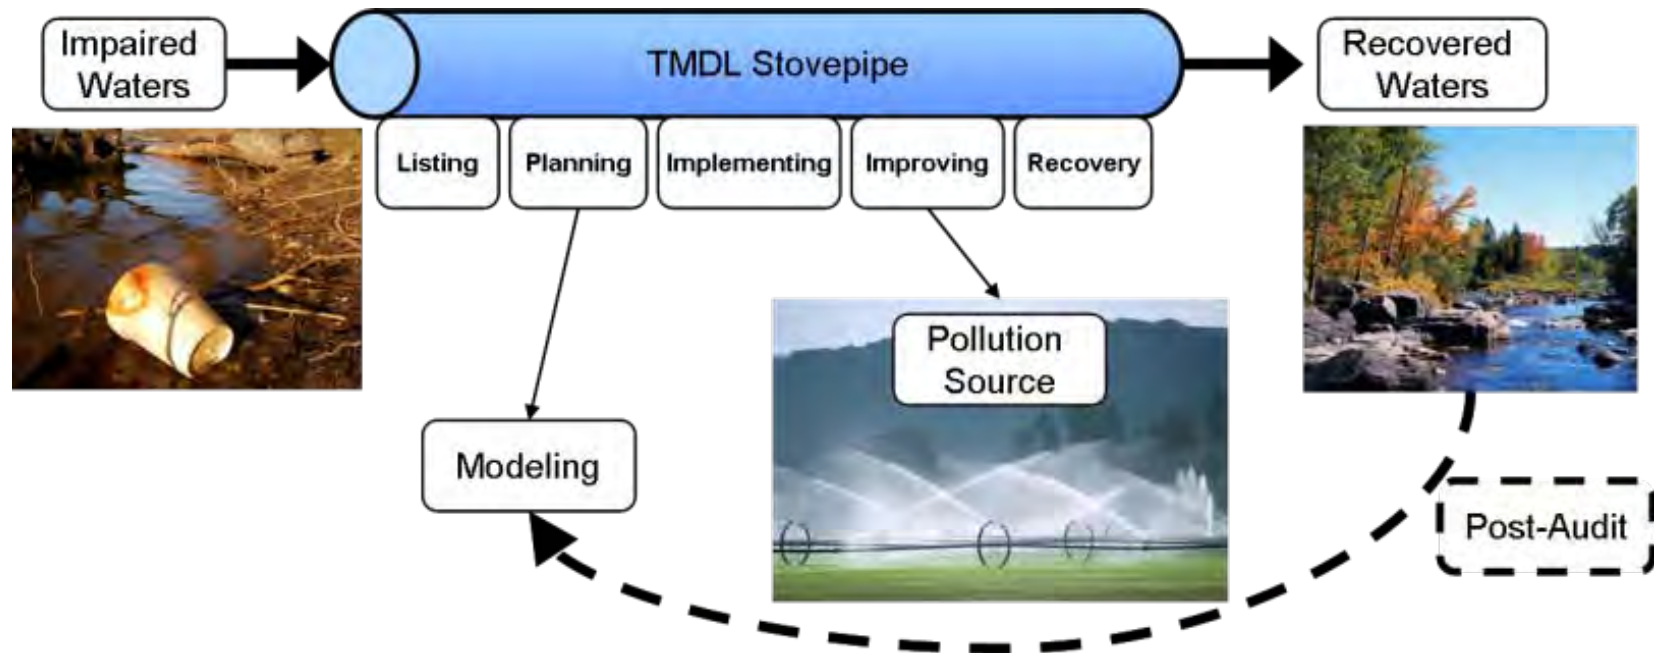 Impaired
Waters
TMDL Stovepipe
Recovered
Waters
Listing
Planning
Implementing
Improving
Recovery
Pollution
Source
Modeling
Post-Audit